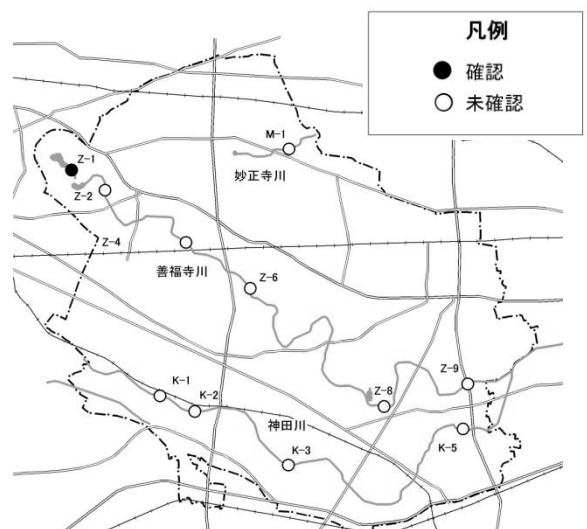 凡例
確認
未確認
M-1
妙正寺川
Z-1
Z-2
Z-4
善福寺川
Z-6
Z-8
Z-9
K-1
K-2
神田川
K-3
K-5